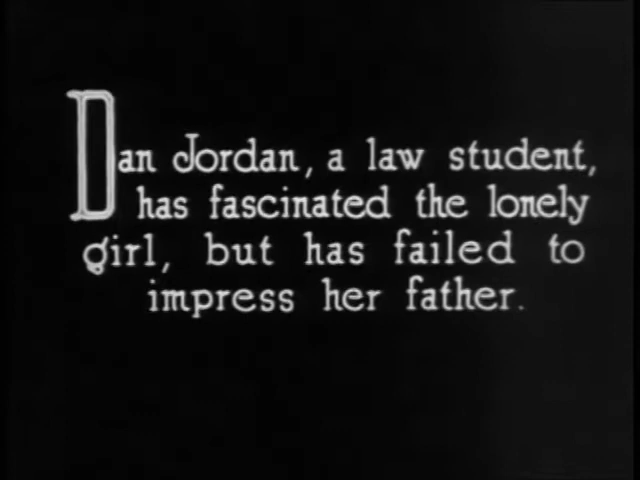 Dan Jordan, a law student,
has fascinated the lonely
girl, but has failed to
impress her father.